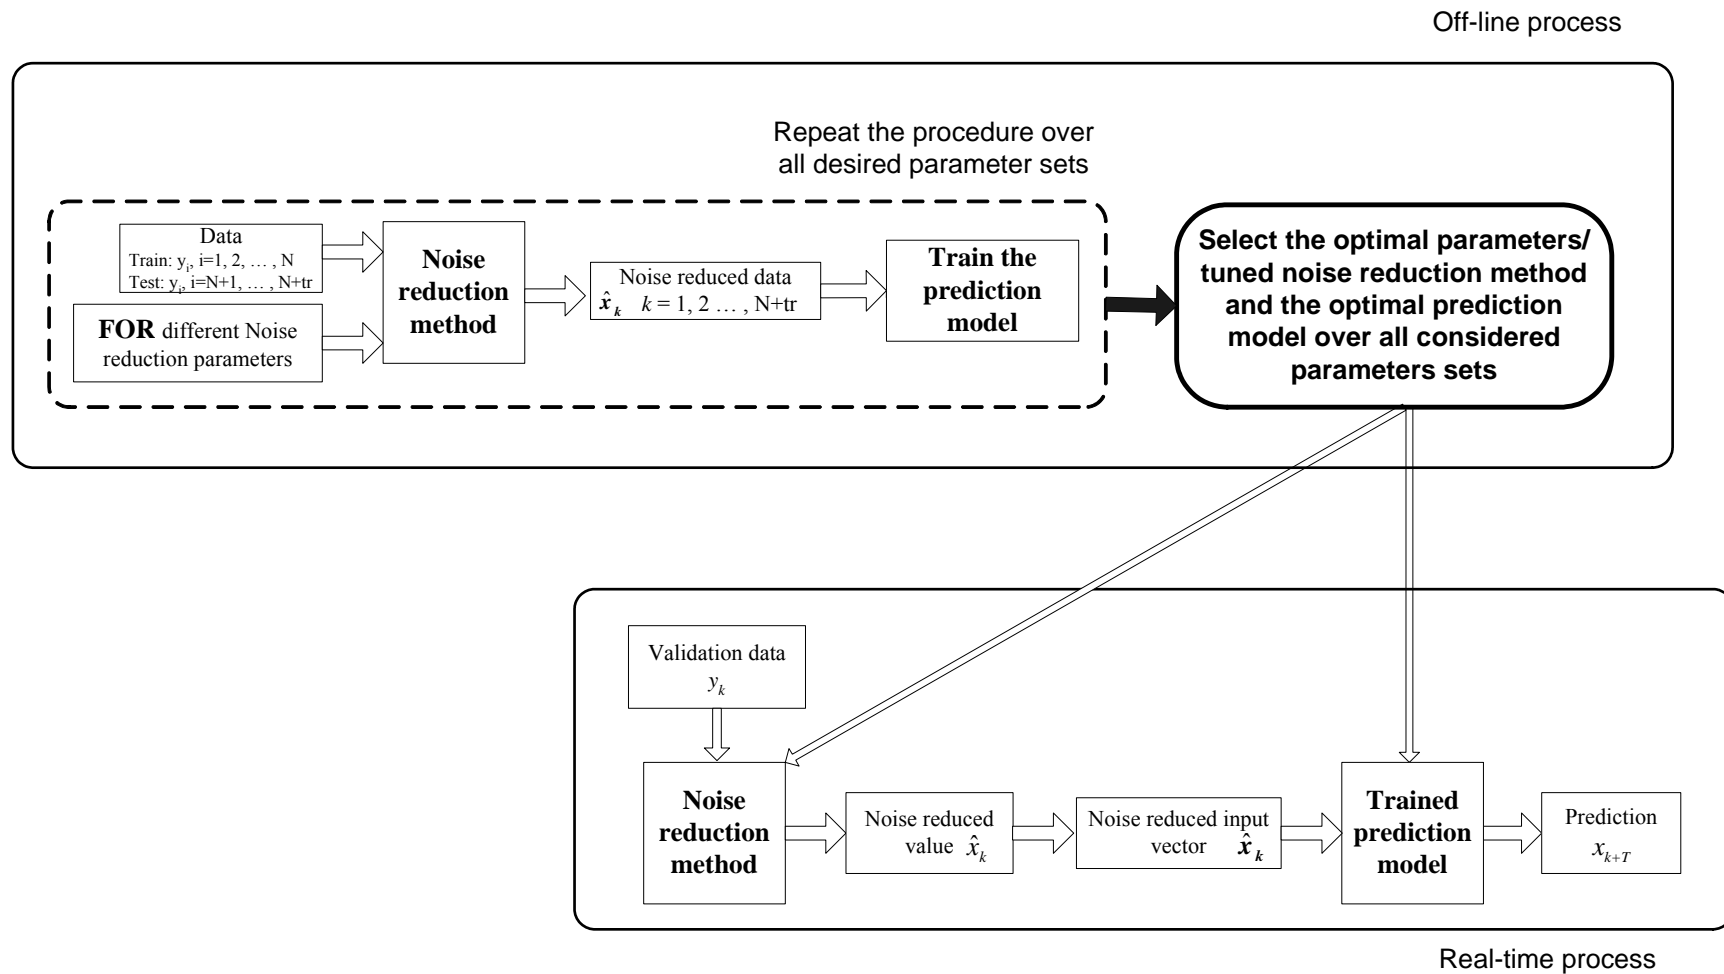 Off-line process
Repeat the procedure over
all desired parameter sets
Data
Train: y_i, i=1, 2, … , N
Test: y_i, i=N+1, … , N+tr
FOR different Noise
reduction parameters
Noise
reduction
method
Noise reduced data
x̂_k k = 1, 2 … , N+tr
Train the
prediction
model
Select the optimal parameters/
tuned noise reduction method
and the optimal prediction
model over all considered
parameters sets
Validation data
y_k
Noise
reduction
method
Noise reduced
value x̂_k
Noise reduced input
vector x̂_k
Trained
prediction
model
Prediction
x_{k+T}
Real-time process